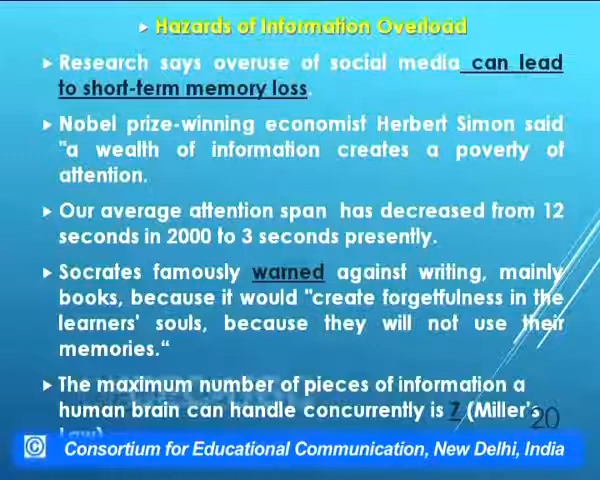 Hazards of Information Overload
Research says overuse of social media can lead
to short-term memory loss.
Nobel prize-winning economist Herbert Simon said
"a wealth of information creates a poverty of
attention.
Our average attention span has decreased from 12
seconds in 2000 to 3 seconds presently.
Socrates famously warned against writing, mainly
books, because it would "create forgetfulness in the
learners' souls, because they will not use their
memories.“
The maximum number of pieces of information a
human brain can handle concurrently is 7 (Miller's
20
Consortium for Educational Communication, New Delhi, India